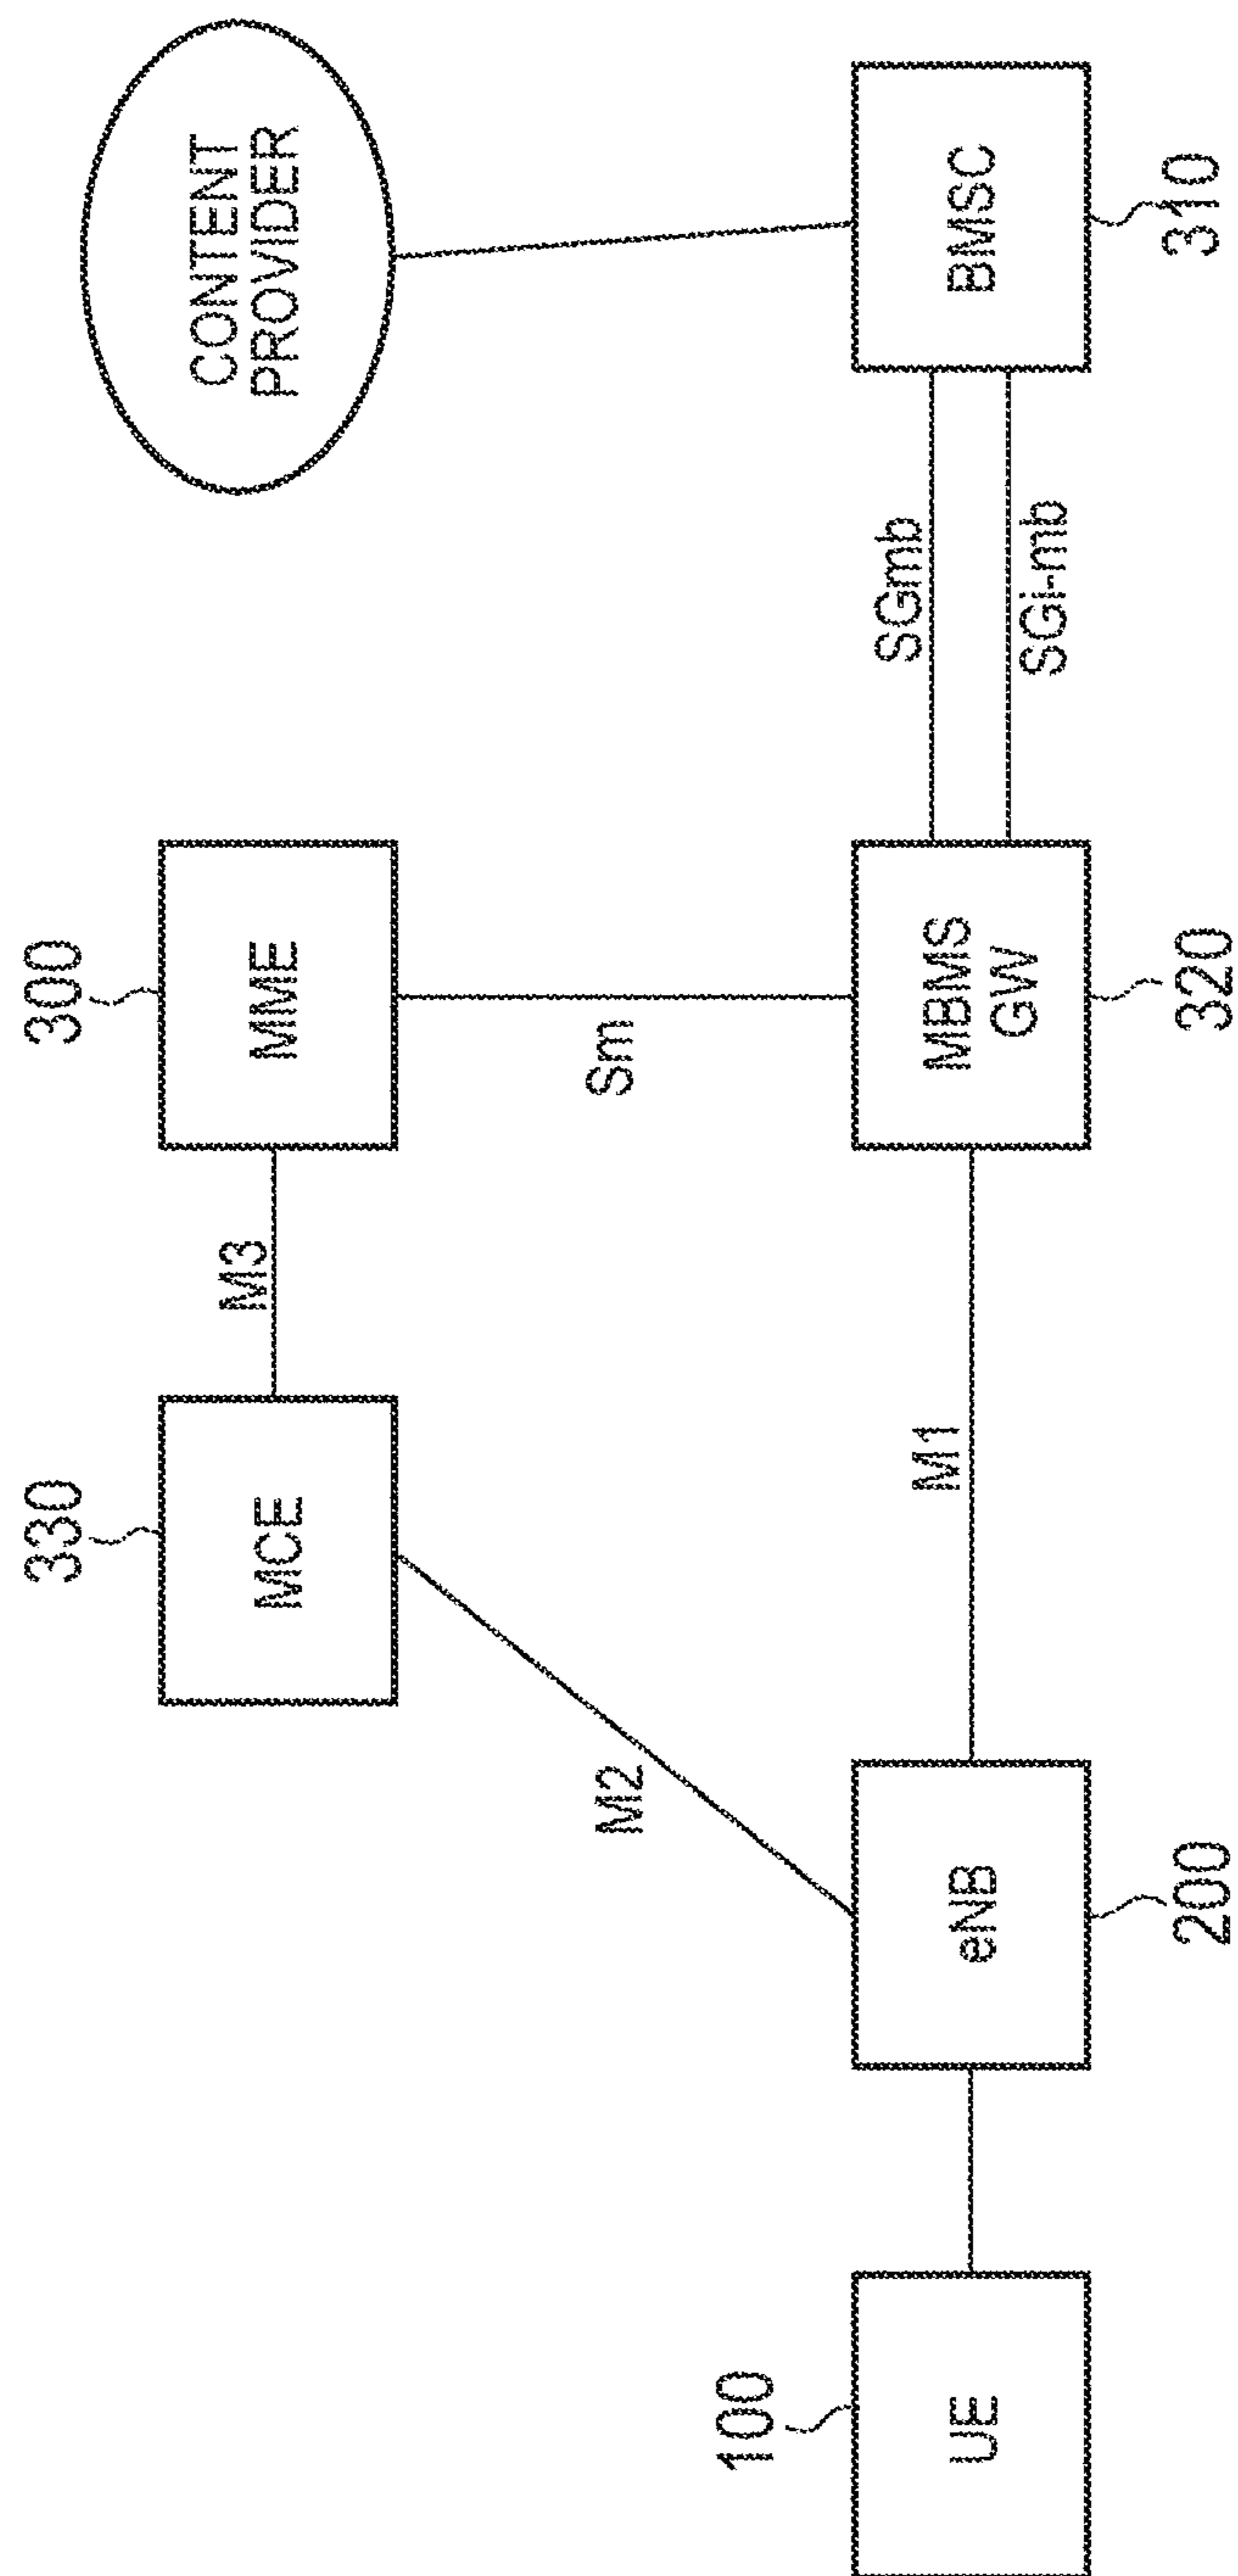 330
300
CONTENT
PROVIDER
MCE
M3
MME
M2
Sm
100
SGmb
UE
eNB
M1
MBMS
GW
BMSC
SGi-mb
200
320
310